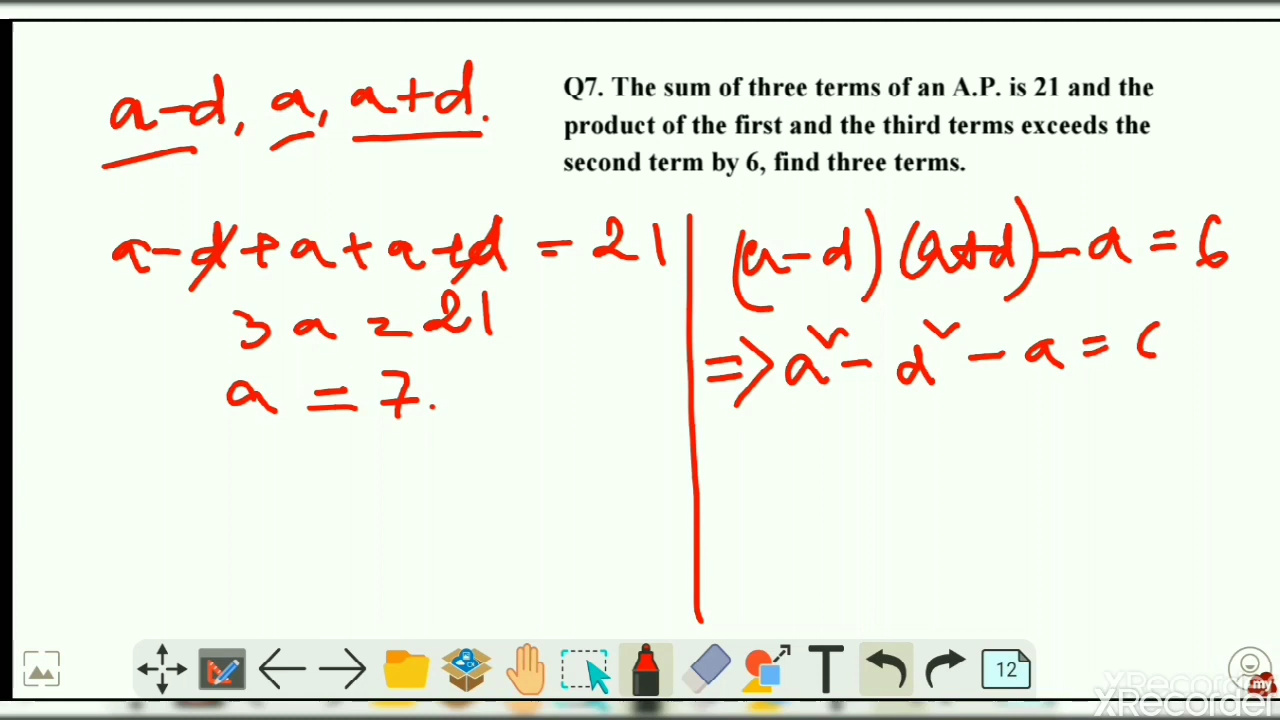 a-d, a, a+d.
Q7. The sum of three terms of an A.P. is 21 and the
product of the first and the third terms exceeds the
second term by 6, find three terms.
a-d+a+a+d = 21
3a = 21
a = 7.
(a-d)(a+d)-a = 6
=> a² - d² - a =
T
12
XRecorder
XRecorder